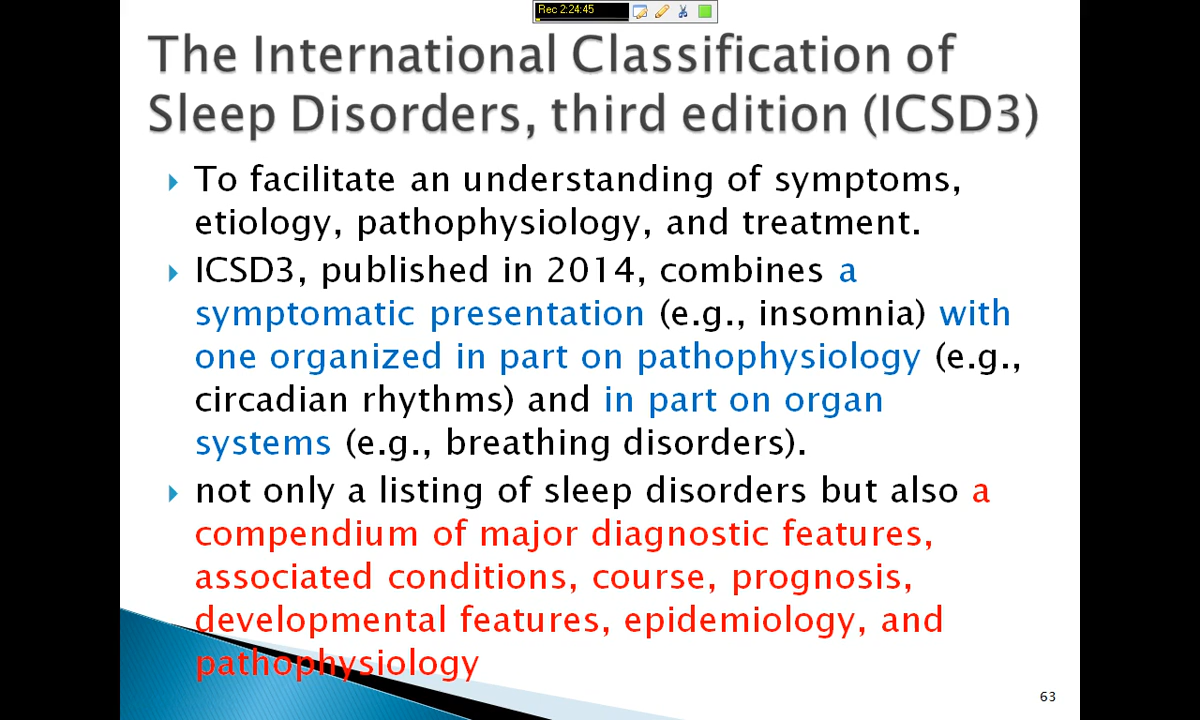 Rec 2:24:45
The International Classification of
Sleep Disorders, third edition (ICSD3)
To facilitate an understanding of symptoms,
etiology, pathophysiology, and treatment.
ICSD3, published in 2014, combines a
symptomatic presentation (e.g., insomnia) with
one organized in part on pathophysiology (e.g.,
circadian rhythms) and in part on organ
systems (e.g., breathing disorders).
not only a listing of sleep disorders but also a
compendium of major diagnostic features,
associated conditions, course, prognosis,
developmental features, epidemiology, and
pathophysiology
63